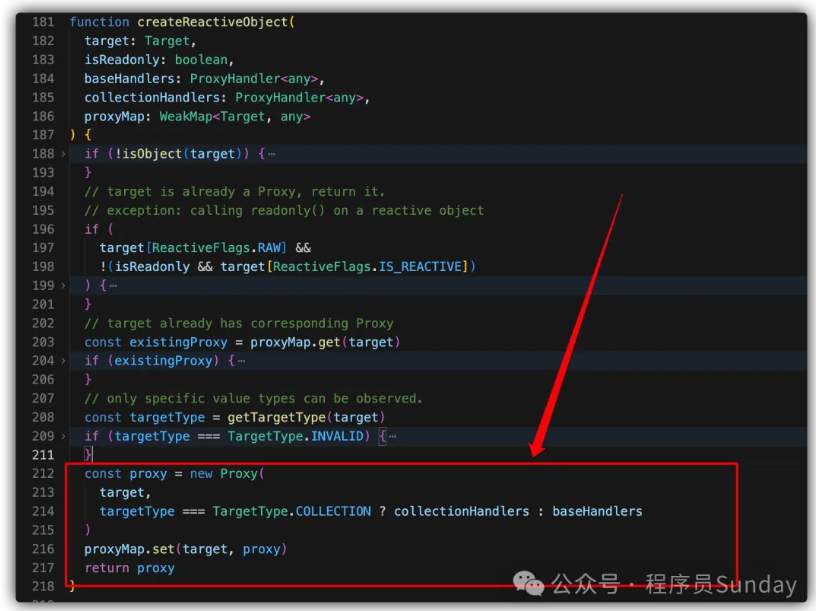 181 function createReactiveObject(
182 target: Target,
183 isReadonly: boolean,
184 baseHandlers: ProxyHandler<any>,
185 collectionHandlers: ProxyHandler<any>,
186 proxyMap: WeakMap<Target, any>
187 ) {
188 if (!isObject(target)) {…
193 }
194 // target is already a Proxy, return it.
195 // exception: calling readonly() on a reactive object
196 if (
197 target[ReactiveFlags.RAW] &&
198 !(isReadonly && target[ReactiveFlags.IS_REACTIVE])
199 ) {…
201 }
202 // target already has corresponding Proxy
203 const existingProxy = proxyMap.get(target)
204 if (existingProxy) {…
206 }
207 // only specific value types can be observed.
208 const targetType = getTargetType(target)
209 if (targetType === TargetType.INVALID) {…
211 }
212 const proxy = new Proxy(
213 target,
214 targetType === TargetType.COLLECTION ? collectionHandlers : baseHandlers
215 )
216 proxyMap.set(target, proxy)
217 return proxy
218 }
公众号 · 程序员Sunday